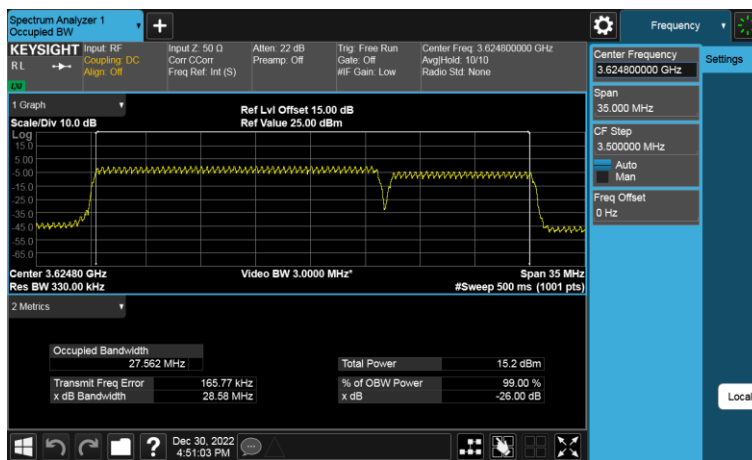 Spectrum Analyzer 1
Occupied BW
+
Frequency
KEYSIGHT
RL
Input: RF
Coupling: DC
Align: Off
Input Z: 50 Ω
Corr CCorr
Freq Ref: Int (S)
Atten: 22 dB
Preamp: Off
Trig: Free Run
Gate: Off
#IF Gain: Low
Center Freq: 3.624800000 GHz
Avg|Hold: 10/10
Radio Std: None
Center Frequency
3.624800000 GHz
Settings
Span
35.000 MHz
CF Step
3.500000 MHz
Auto
Man
Freq Offset
0 Hz
1 Graph
Scale/Div 10.0 dB
Ref Lvl Offset 15.00 dB
Ref Value 25.00 dBm
Log
15.0
5.00
-5.00
-15.0
-25.0
-35.0
-45.0
-55.0
-65.0
Center 3.62480 GHz
Res BW 330.00 kHz
Video BW 3.0000 MHz*
Span 35 MHz
#Sweep 500 ms (1001 pts)
2 Metrics
Occupied Bandwidth
27.562 MHz
Transmit Freq Error 165.77 kHz
x dB Bandwidth 28.58 MHz
Total Power 15.2 dBm
% of OBW Power 99.00 %
x dB -26.00 dB
Local
?
Dec 30, 2022
4:51:03 PM